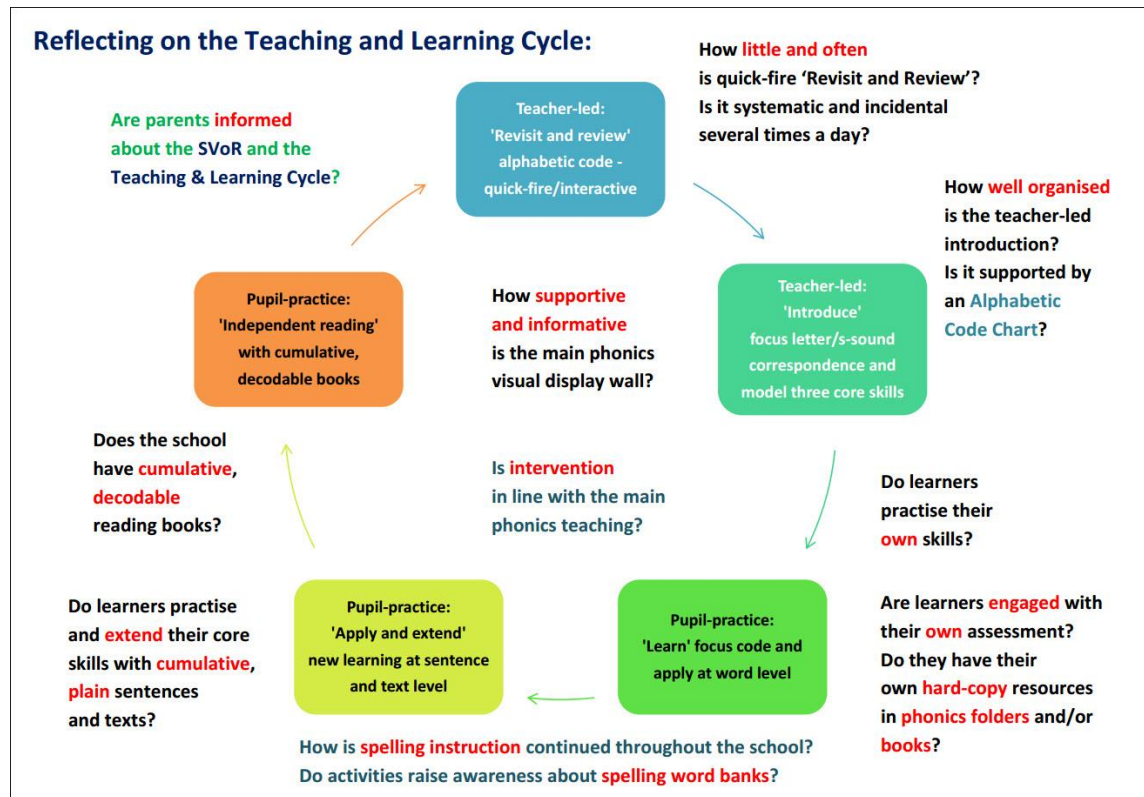 Reflecting on the Teaching and Learning Cycle:
How little and often
is quick-fire ‘Revisit and Review’?
Is it systematic and incidental
several times a day?
Teacher-led:
'Revisit and review'
alphabetic code -
quick-fire/interactive
Are parents informed
about the SVoR and the
Teaching & Learning Cycle?
How well organised
is the teacher-led
introduction?
Is it supported by
an Alphabetic
Code Chart?
Teacher-led:
'Introduce'
focus letter/s-sound
correspondence and
model three core skills
How supportive
and informative
is the main phonics
visual display wall?
Pupil-practice:
'Independent reading'
with cumulative,
decodable books
Does the school
have cumulative,
decodable
reading books?
Is intervention
in line with the main
phonics teaching?
Do learners
practise their
own skills?
Are learners engaged with
their own assessment?
Do they have their
own hard-copy resources
in phonics folders and/or
books?
Pupil-practice:
'Learn' focus code and
apply at word level
Pupil-practice:
'Apply and extend'
new learning at sentence
and text level
Do learners practise
and extend their core
skills with cumulative,
plain sentences
and texts?
How is spelling instruction continued throughout the school?
Do activities raise awareness about spelling word banks?